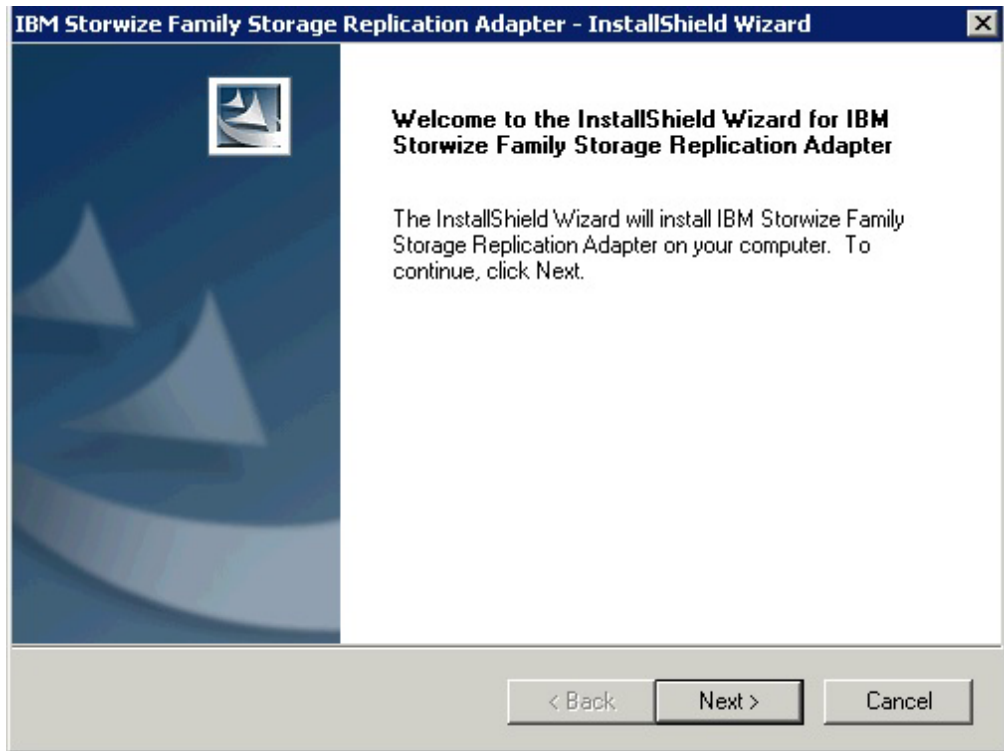 IBM Storwize Family Storage Replication Adapter - InstallShield Wizard
Welcome to the InstallShield Wizard for IBM
Storwize Family Storage Replication Adapter
The InstallShield Wizard will install IBM Storwize Family
Storage Replication Adapter on your computer. To
continue, click Next.
< Back
Next >
Cancel